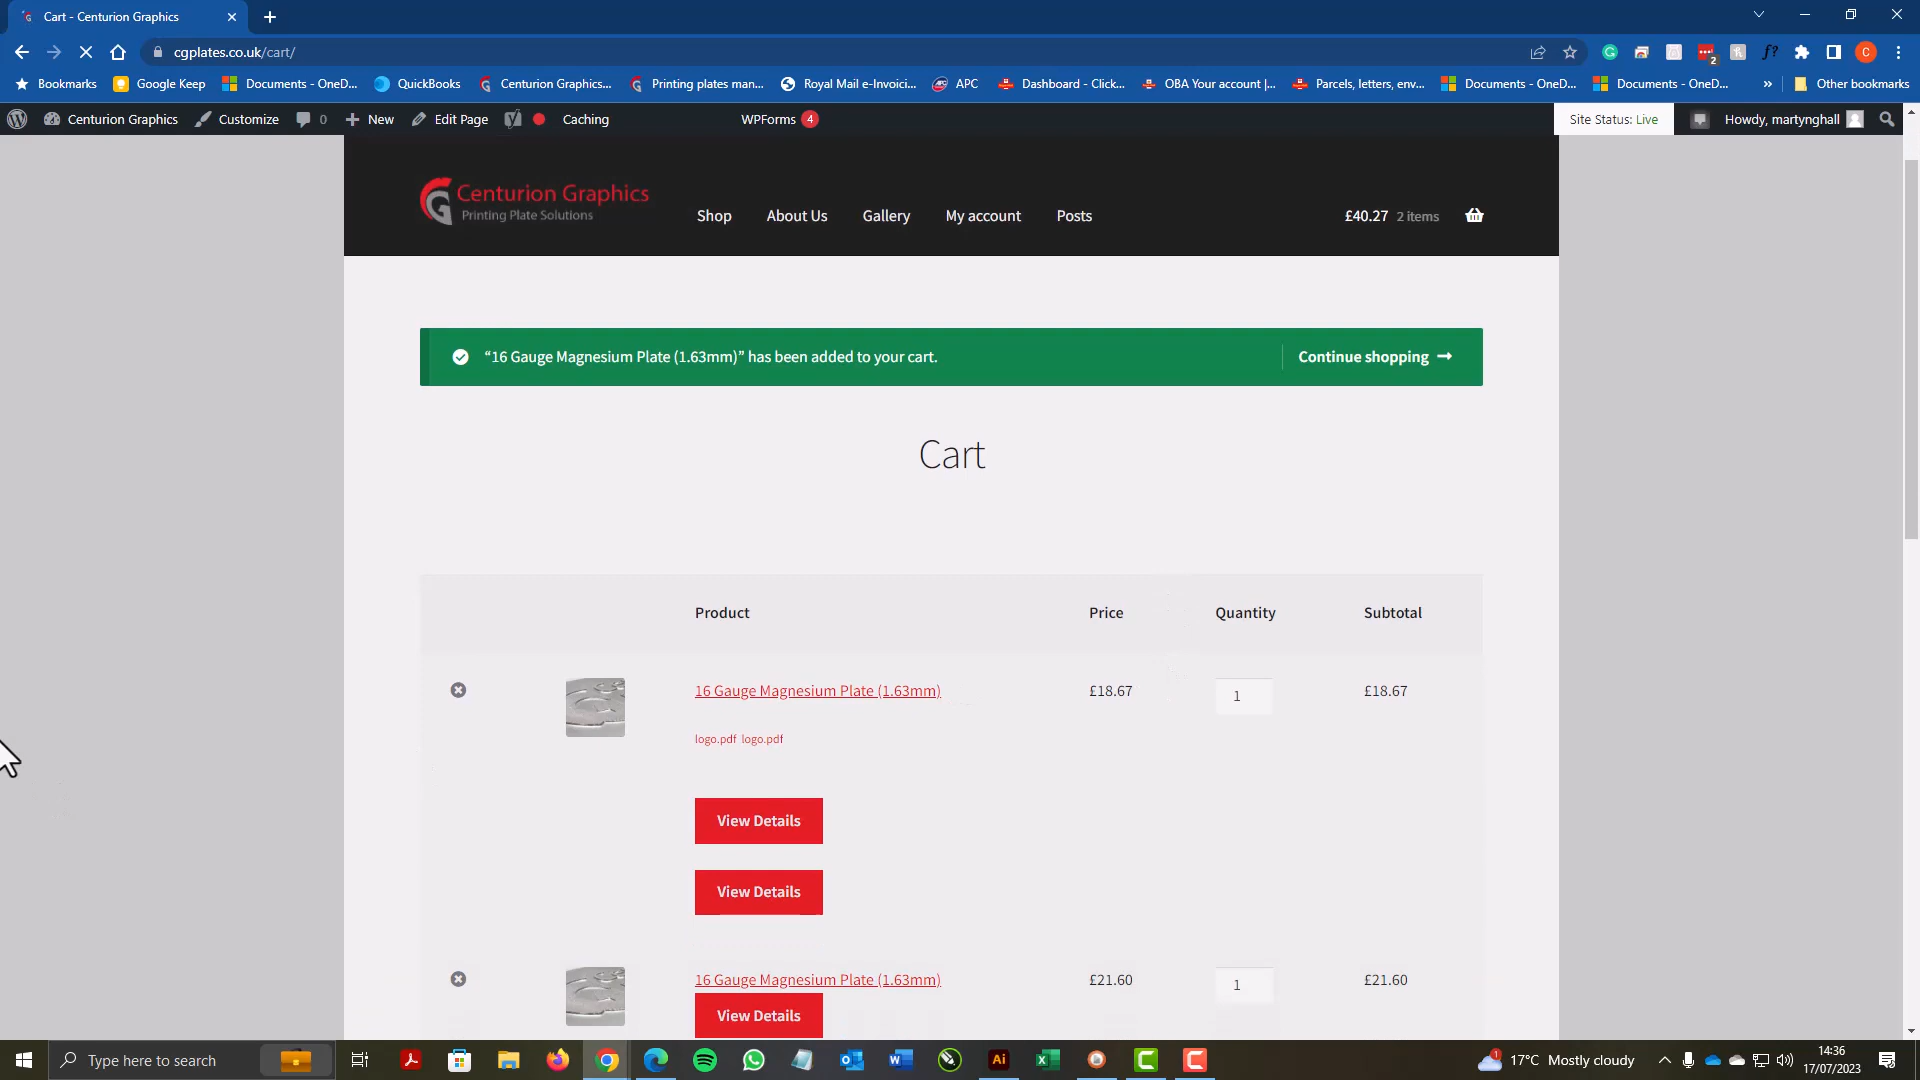 Cart - Centurion Graphics
cgplates.co.uk/cart/
2
C
Bookmarks Google Keep Documents - OneD... QuickBooks Centurion Graphics... Printing plates man... Royal Mail e-Invoici... APC Dashboard - Click... OBA Your account |... Parcels, letters, env... Documents - OneD... Documents - OneD... » Other bookmarks
Centurion Graphics Customize 0 New Edit Page Caching WPForms 4 Site Status: Live Howdy, martynghall
Centurion Graphics
Printing Plate Solutions
Shop About Us Gallery My account Posts £40.27 2 items
“16 Gauge Magnesium Plate (1.63mm)” has been added to your cart. Continue shopping
Cart
Product Price Quantity Subtotal
16 Gauge Magnesium Plate (1.63mm) £18.67 1 £18.67
logo.pdf logo.pdf
View Details
View Details
16 Gauge Magnesium Plate (1.63mm) £21.60 1 £21.60
View Details
Type here to search
17°C Mostly cloudy
14:36
17/07/2023